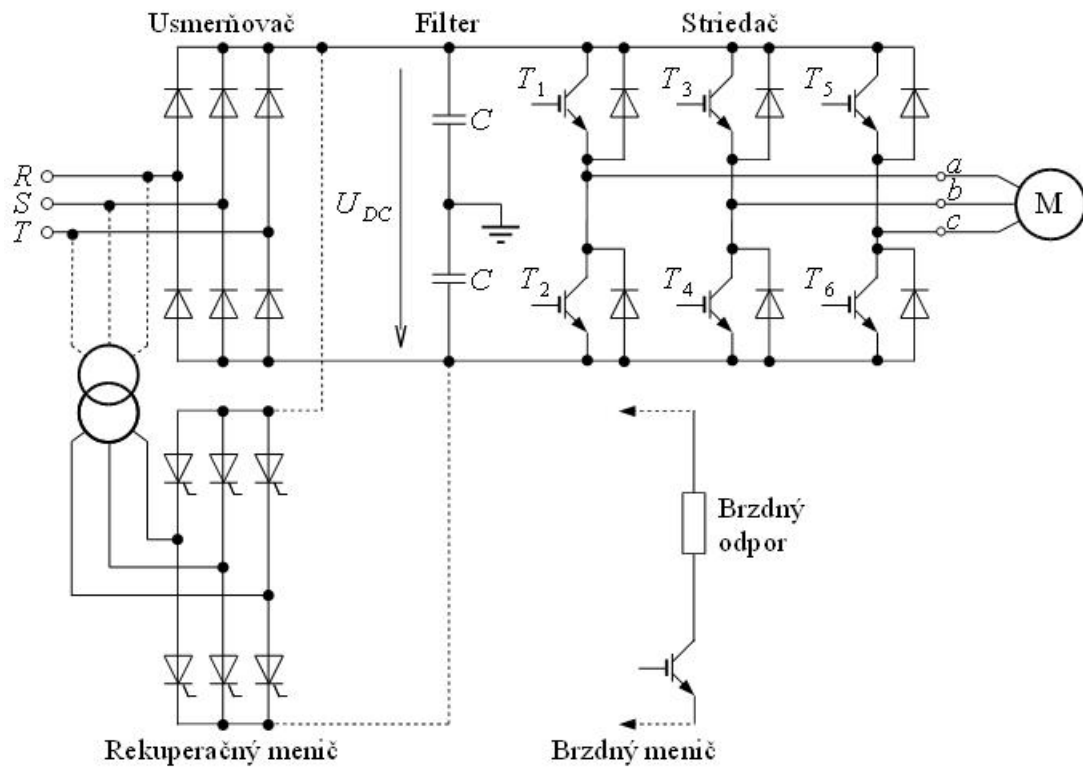 Usmerňovač
Filter
Striedač
T1
T3
T5
C
R
S
T
UDC
a
b
c
M
C
T2
T4
T6
Brzdný
odpor
Rekuperačný menič
Brzdný menič